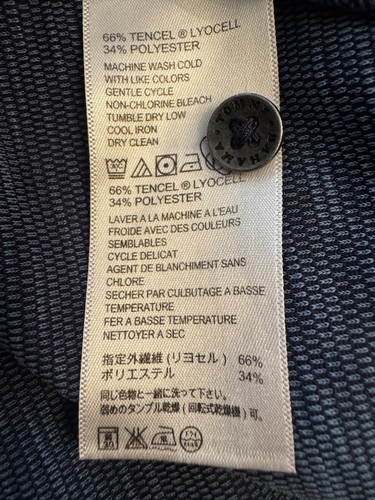 66% TENCEL ® LYOCELL
34% POLYESTER
MACHINE WASH COLD
WITH LIKE COLORS
GENTLE CYCLE
NON-CHLORINE BLEACH
TUMBLE DRY LOW
COOL IRON
DRY CLEAN
TOMMY BAHAMA
66% TENCEL ® LYOCELL
34% POLYESTER
LAVER A LA MACHINE A L'EAU
FROIDE AVEC DES COULEURS
SEMBLABLES
CYCLE DELICAT
AGENT DE BLANCHIMENT SANS
CHLORE
SECHER PAR CULBUTAGE A BASSE
TEMPERATURE
FER A BASSE TEMPERATURE
NETTOYER A SEC
指定外繊維 (リヨセル) 66%
ポリエステル 34%
同じ色物と一緒に洗って下さい。
弱めのタンブル乾燥 (回転式乾燥機) 可。